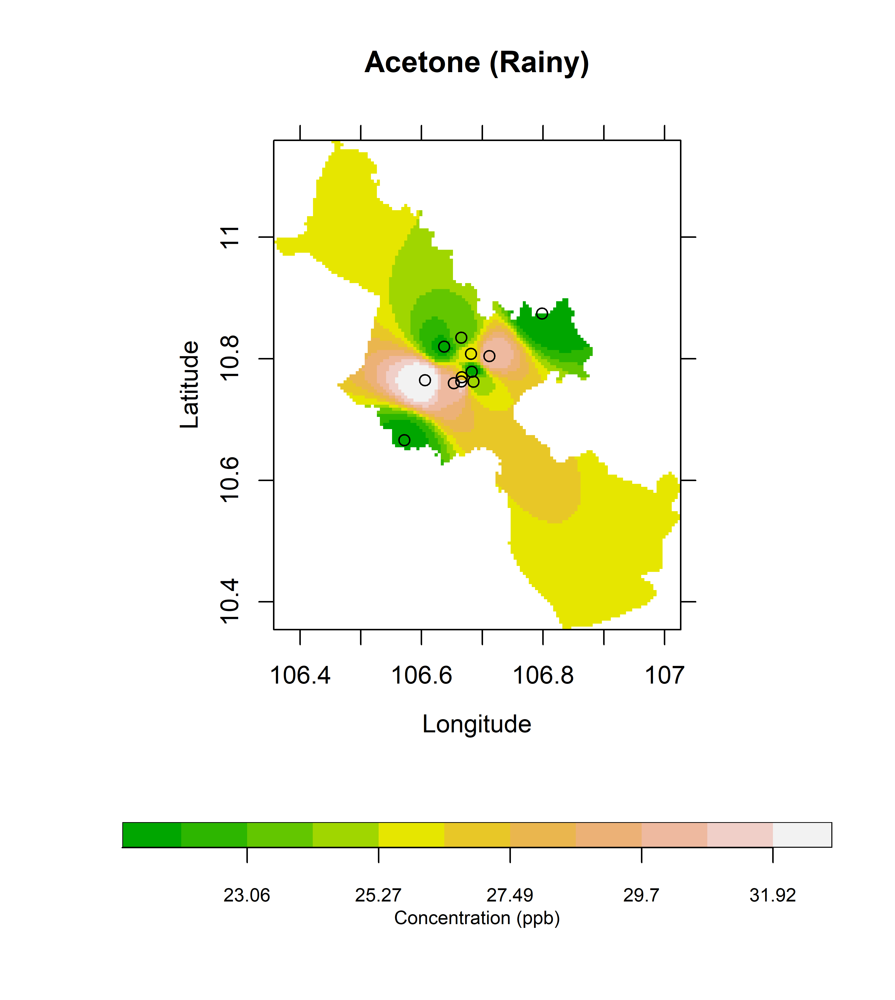 Acetone (Rainy)
11
10.8
10.6
10.4
Latitude
106.4 106.6 106.8 107
Longitude
23.06 25.27 27.49 29.7 31.92
Concentration (ppb)